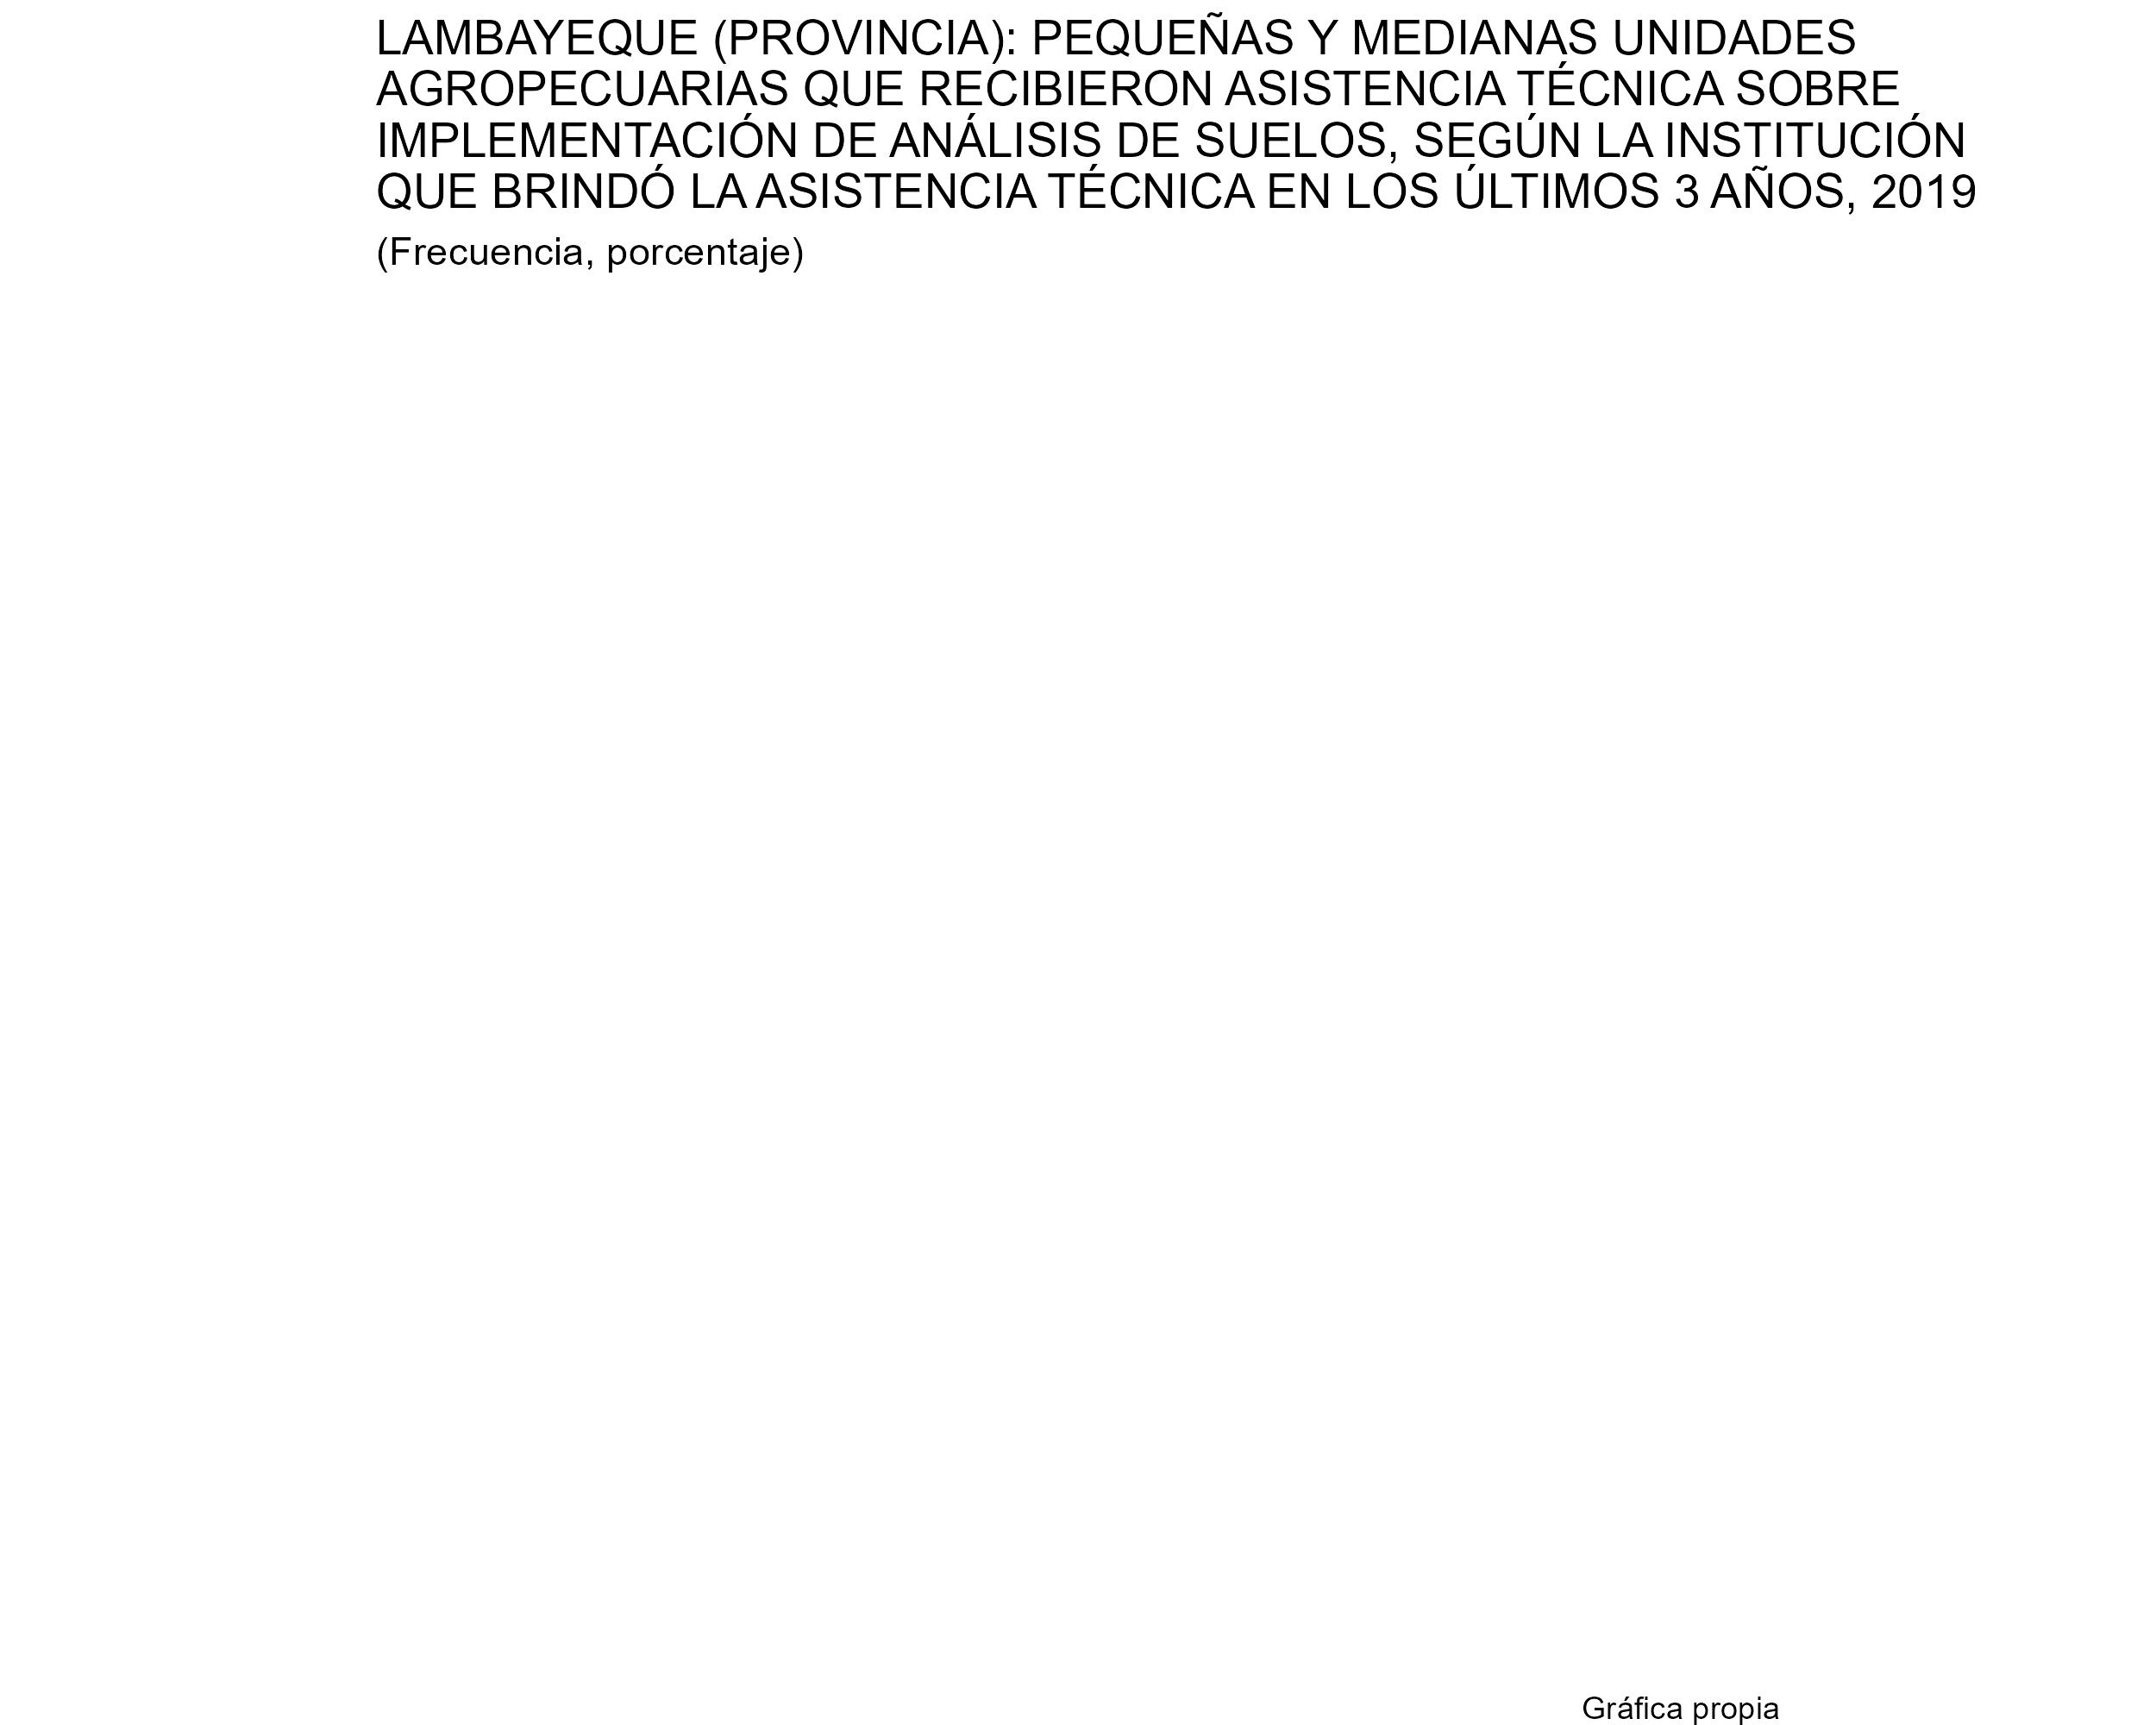 LAMBAYEQUE (PROVINCIA): PEQUEÑAS Y MEDIANAS UNIDADES
AGROPECUARIAS QUE RECIBIERON ASISTENCIA TÉCNICA SOBRE
IMPLEMENTACIÓN DE ANÁLISIS DE SUELOS, SEGÚN LA INSTITUCIÓN
QUE BRINDÓ LA ASISTENCIA TÉCNICA EN LOS ÚLTIMOS 3 AÑOS, 2019
(Frecuencia, porcentaje)
Gráfica propia